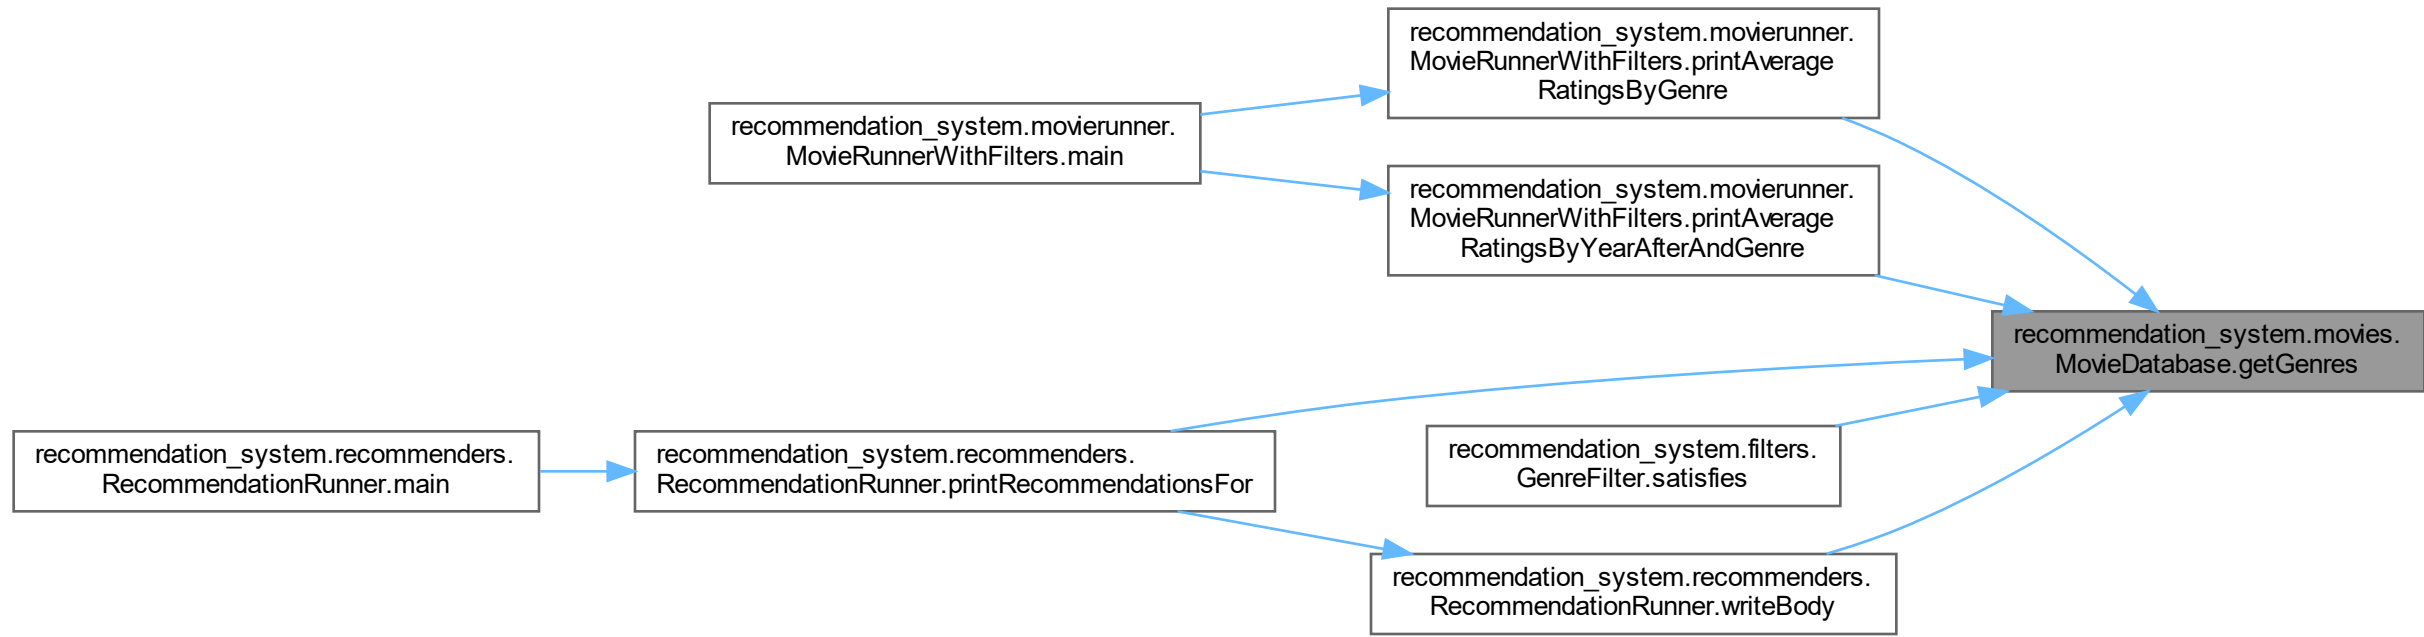 recommendation_system.movierunner.
MovieRunnerWithFilters.printAverage
RatingsByGenre
recommendation_system.movierunner.
MovieRunnerWithFilters.main
recommendation_system.movierunner.
MovieRunnerWithFilters.printAverage
RatingsByYearAfterAndGenre
recommendation_system.movies.
MovieDatabase.getGenres
recommendation_system.recommenders.
RecommendationRunner.main
recommendation_system.recommenders.
RecommendationRunner.printRecommendationsFor
recommendation_system.filters.
GenreFilter.satisfies
recommendation_system.recommenders.
RecommendationRunner.writeBody